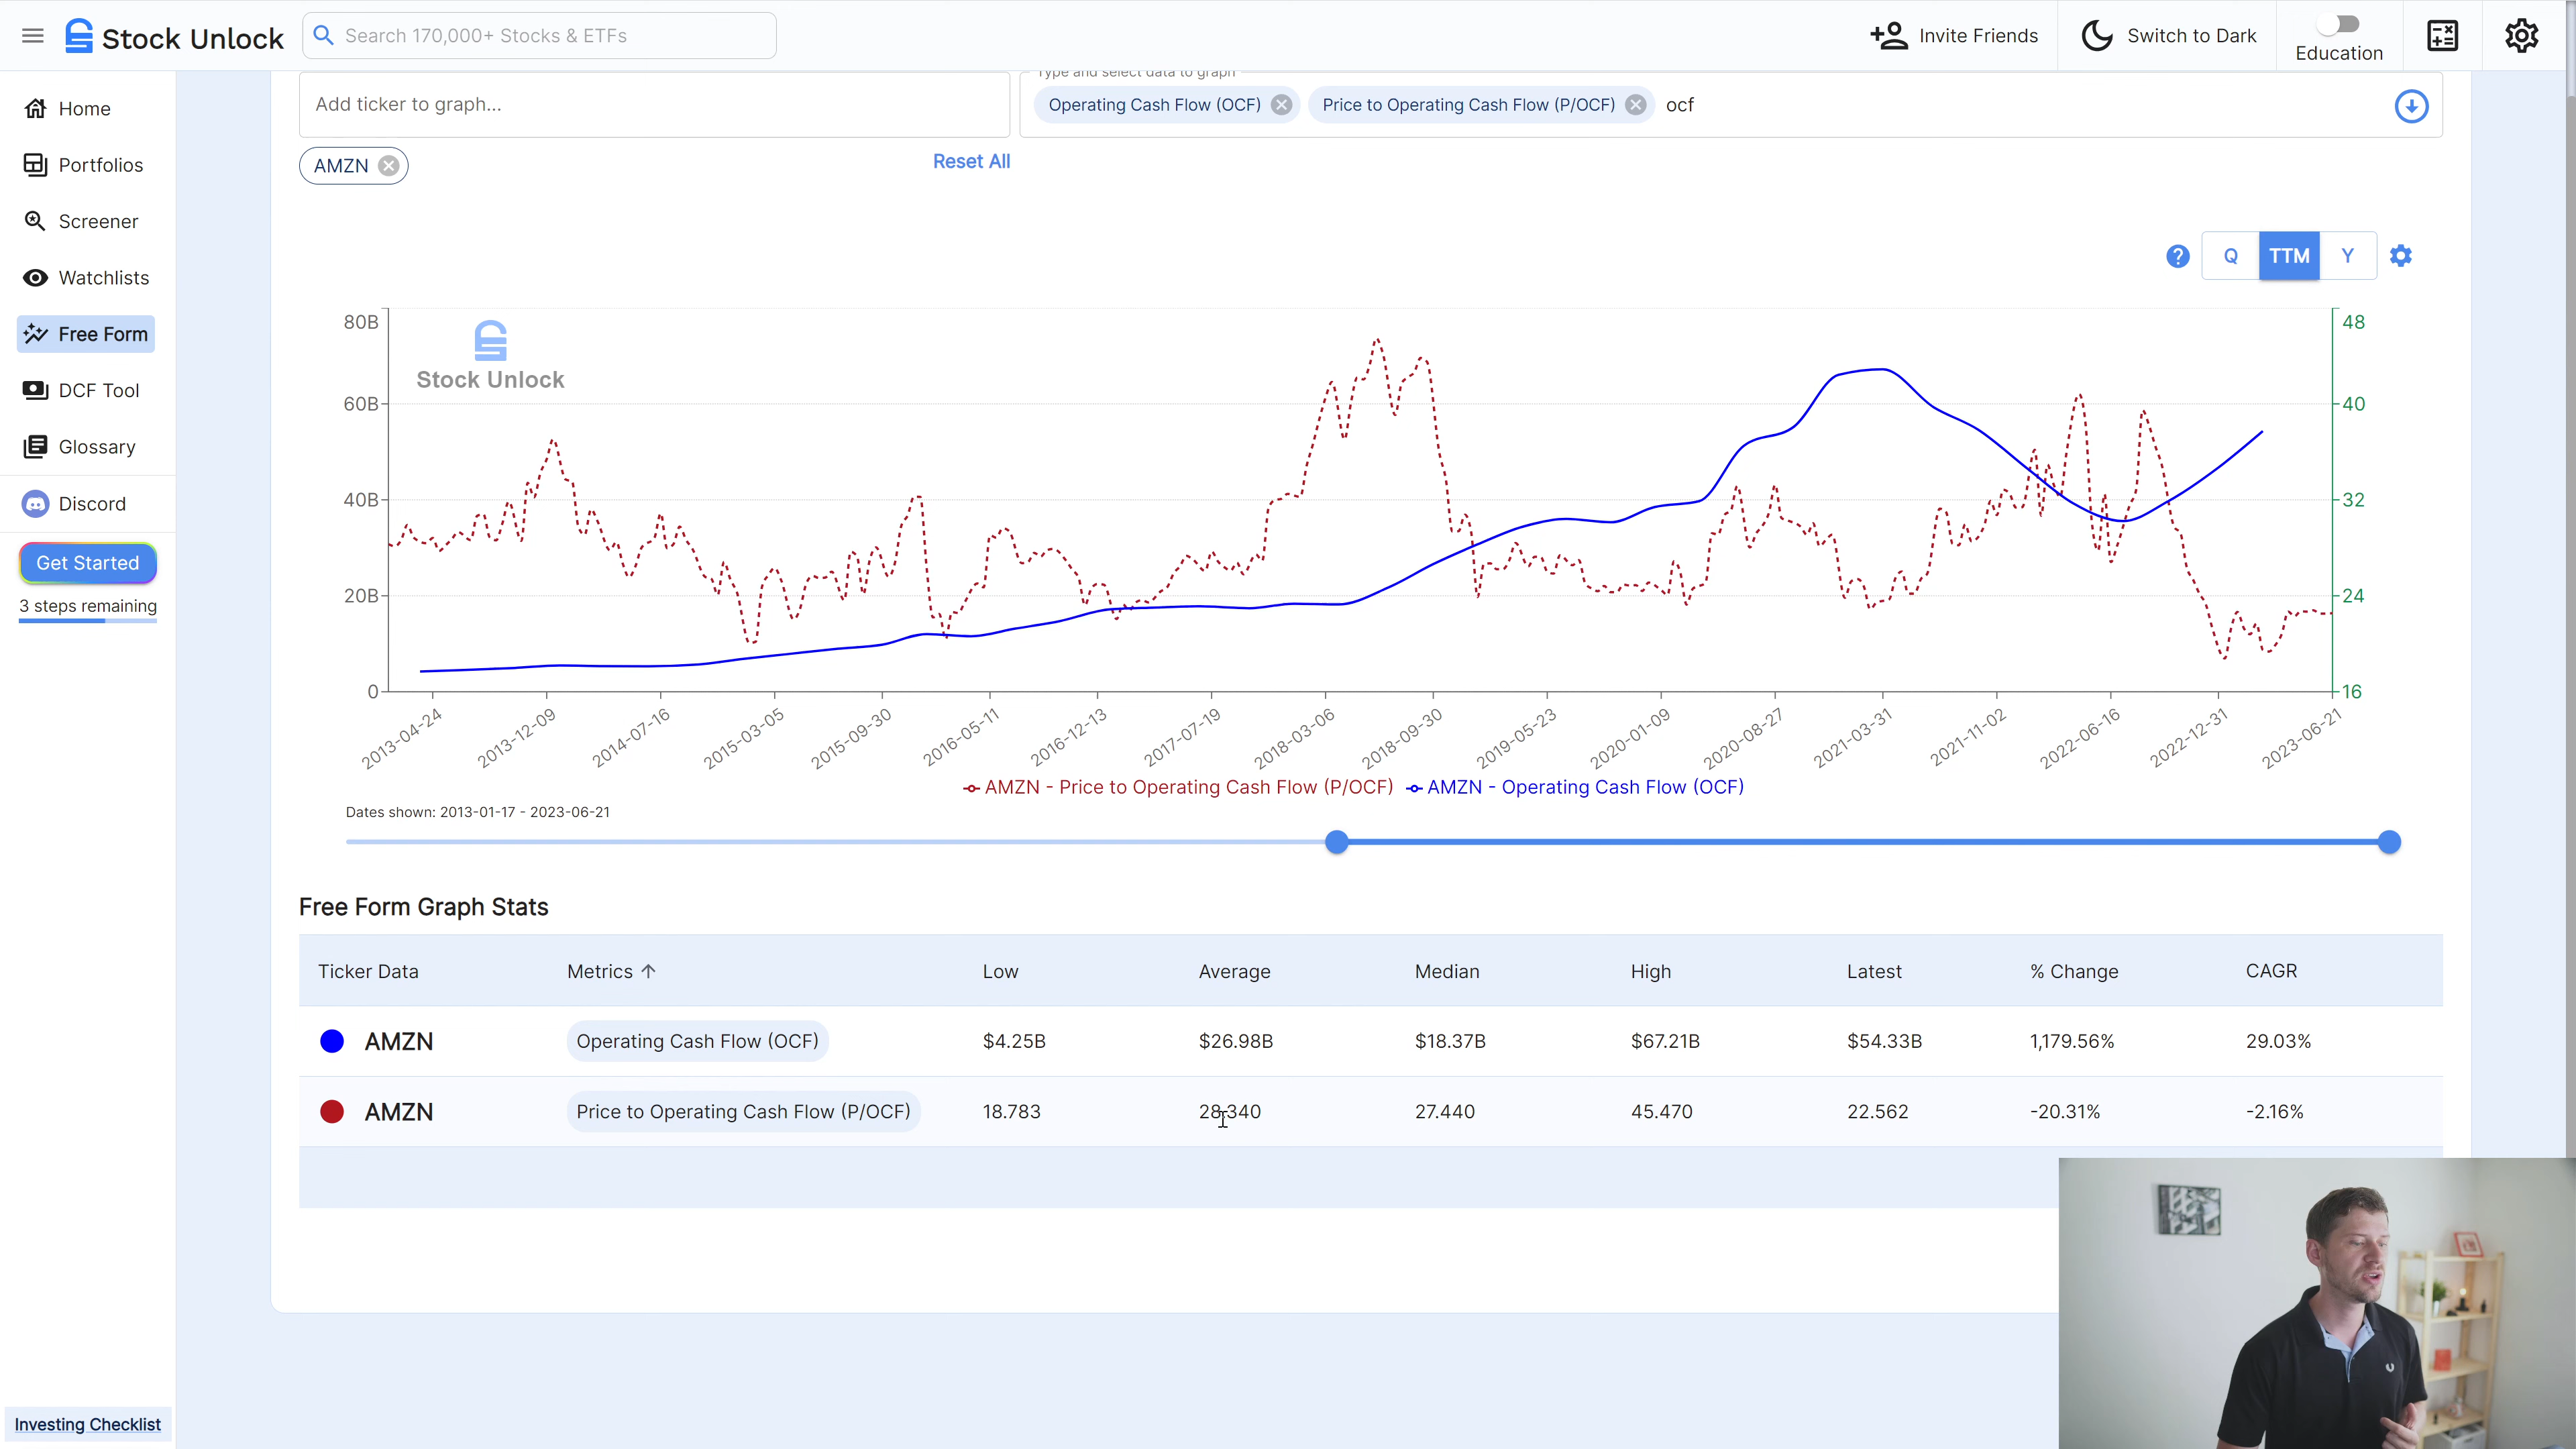 Stock Unlock
Search 170,000+ Stocks & ETFs
Invite Friends
Switch to Dark
Education
Home
Portfolios
Screener
Watchlists
Free Form
DCF Tool
Glossary
Discord
Get Started
3 steps remaining
Investing Checklist
Add ticker to graph...
Type and select data to graph
Operating Cash Flow (OCF) Price to Operating Cash Flow (P/OCF) ocf
AMZN
Reset All
Q TTM Y
Stock Unlock
80B
60B
40B
20B
0
48
40
32
24
16
2013-04-24 2013-12-09 2014-07-16 2015-03-05 2015-09-30 2016-05-11 2016-12-13 2017-07-19 2018-03-06 2018-09-30 2019-05-23 2020-01-09 2020-08-27 2021-03-31 2021-11-02 2022-06-16 2022-12-31 2023-06-21
AMZN - Price to Operating Cash Flow (P/OCF) AMZN - Operating Cash Flow (OCF)
Dates shown: 2013-01-17 - 2023-06-21
Free Form Graph Stats
Ticker Data Metrics Low Average Median High Latest % Change CAGR
AMZN Operating Cash Flow (OCF) $4.25B $26.98B $18.37B $67.21B $54.33B 1,179.56% 29.03%
AMZN Price to Operating Cash Flow (P/OCF) 18.783 28.340 27.440 45.470 22.562 -20.31% -2.16%